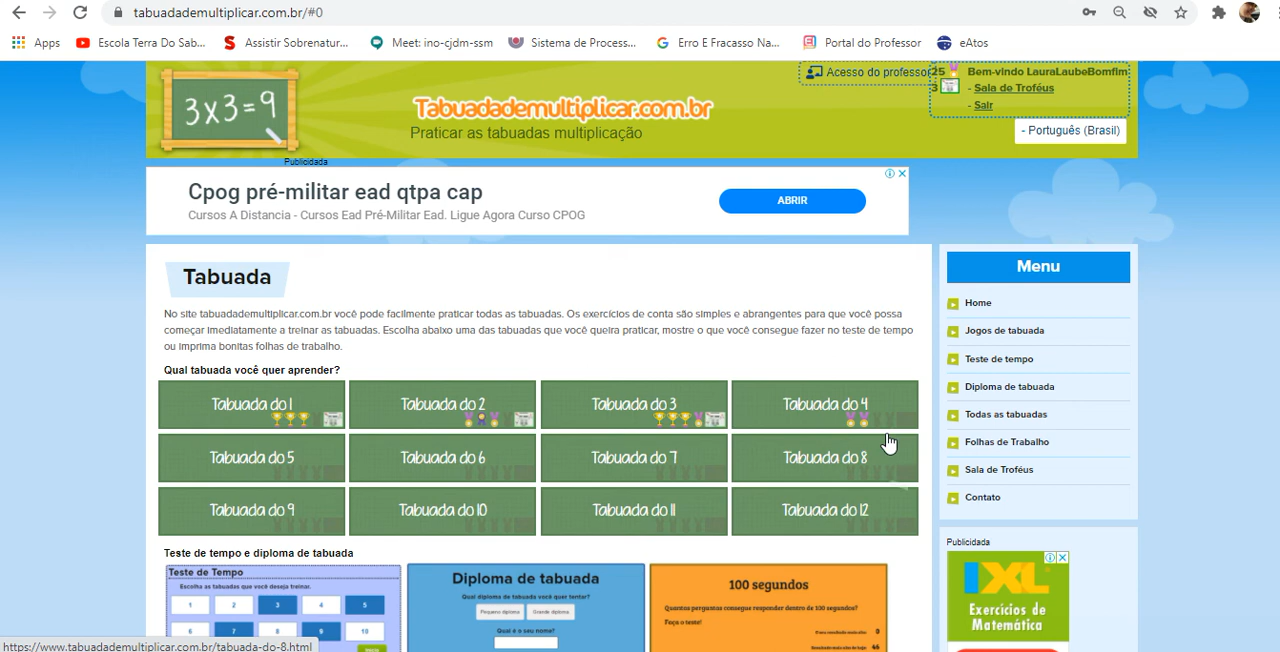 tabuadademultiplicar.com.br/#0
Apps
Escola Terra Do Sab...
Assistir Sobrenatur...
Meet: ino-cjdm-ssm
Sistema de Process...
Erro E Fracasso Na...
Portal do Professor
eAtos
3x3=9
Tabuadademultiplicar.com.br
Praticar as tabuadas multiplicação
Acesso do professor
25
3
Bem-vindo LauraLaubeBomfim
- Sala de Troféus
- Sair
- Português (Brasil)
Publicidada
Cpog pré-militar ead qtpa cap
Cursos A Distancia - Cursos Ead Pré-Militar Ead. Ligue Agora Curso CPOG
ABRIR
Tabuada
No site tabuadademultiplicar.com.br você pode facilmente praticar todas as tabuadas. Os exercícios de conta são simples e abrangentes para que você possa
começar imediatamente a treinar as tabuadas. Escolha abaixo uma das tabuadas que você queira praticar, mostre o que você consegue fazer no teste de tempo
ou imprima bonitas folhas de trabalho.
Qual tabuada você quer aprender?
Tabuada do 1
Tabuada do 2
Tabuada do 3
Tabuada do 4
Tabuada do 5
Tabuada do 6
Tabuada do 7
Tabuada do 8
Tabuada do 9
Tabuada do 10
Tabuada do 11
Tabuada do 12
Menu
Home
Jogos de tabuada
Teste de tempo
Diploma de tabuada
Todas as tabuadas
Folhas de Trabalho
Sala de Troféus
Contato
Publicidada
IXL
Exercícios de
Matemática
Teste de tempo e diploma de tabuada
Teste de Tempo
Escolha as tabuadas que você deseja treinar.
1 2 3 4 5
6 7 8 9 10
Diploma de tabuada
Qual diploma de tabuada você quer tentar?
Pequeno diploma
Grande diploma
Qual é o seu nome?
100 segundos
Quantas perguntas consegue responder dentro de 100 segundos?
Faça o teste!
https://www.tabuadademultiplicar.com.br/tabuada-do-8.html